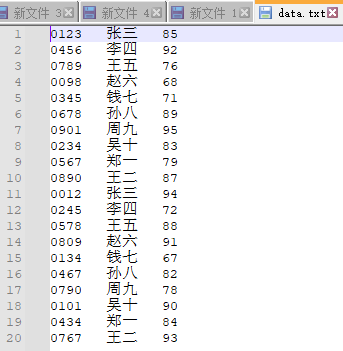 新文件 3 新文件 4 新文件 1 data.txt
1 0123 张三 85
2 0456 李四 92
3 0789 王五 76
4 0098 赵六 68
5 0345 钱七 71
6 0678 孙八 89
7 0901 周九 95
8 0234 吴十 83
9 0567 郑一 79
10 0890 王二 87
11 0012 张三 94
12 0245 李四 72
13 0578 王五 88
14 0809 赵六 91
15 0134 钱七 67
16 0467 孙八 82
17 0790 周九 78
18 0101 吴十 90
19 0434 郑一 84
20 0767 王二 93